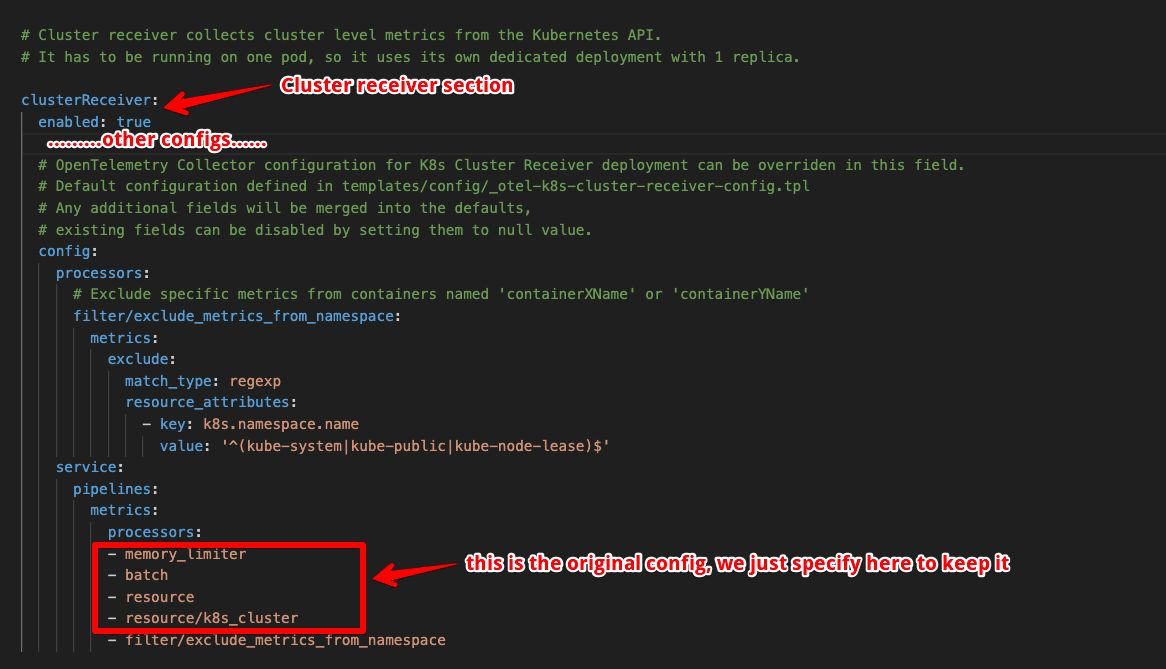 # Cluster receiver collects cluster level metrics from the Kubernetes API.
# It has to be running on one pod, so it uses its own dedicated deployment with 1 replica.
Cluster receiver section
clusterReceiver:
enabled: true
.........other configs......
# OpenTelemetry Collector configuration for K8s Cluster Receiver deployment can be overriden in this field.
# Default configuration defined in templates/config/_otel-k8s-cluster-receiver-config.tpl
# Any additional fields will be merged into the defaults,
# existing fields can be disabled by setting them to null value.
config:
processors:
# Exclude specific metrics from containers named 'containerXName' or 'containerYName'
filter/exclude_metrics_from_namespace:
metrics:
exclude:
match_type: regexp
resource_attributes:
- key: k8s.namespace.name
value: '^(kube-system|kube-public|kube-node-lease)$'
service:
pipelines:
metrics:
processors:
- memory_limiter
this is the original config, we just specify here to keep it
- batch
- resource
- resource/k8s_cluster
- filter/exclude_metrics_from_namespace